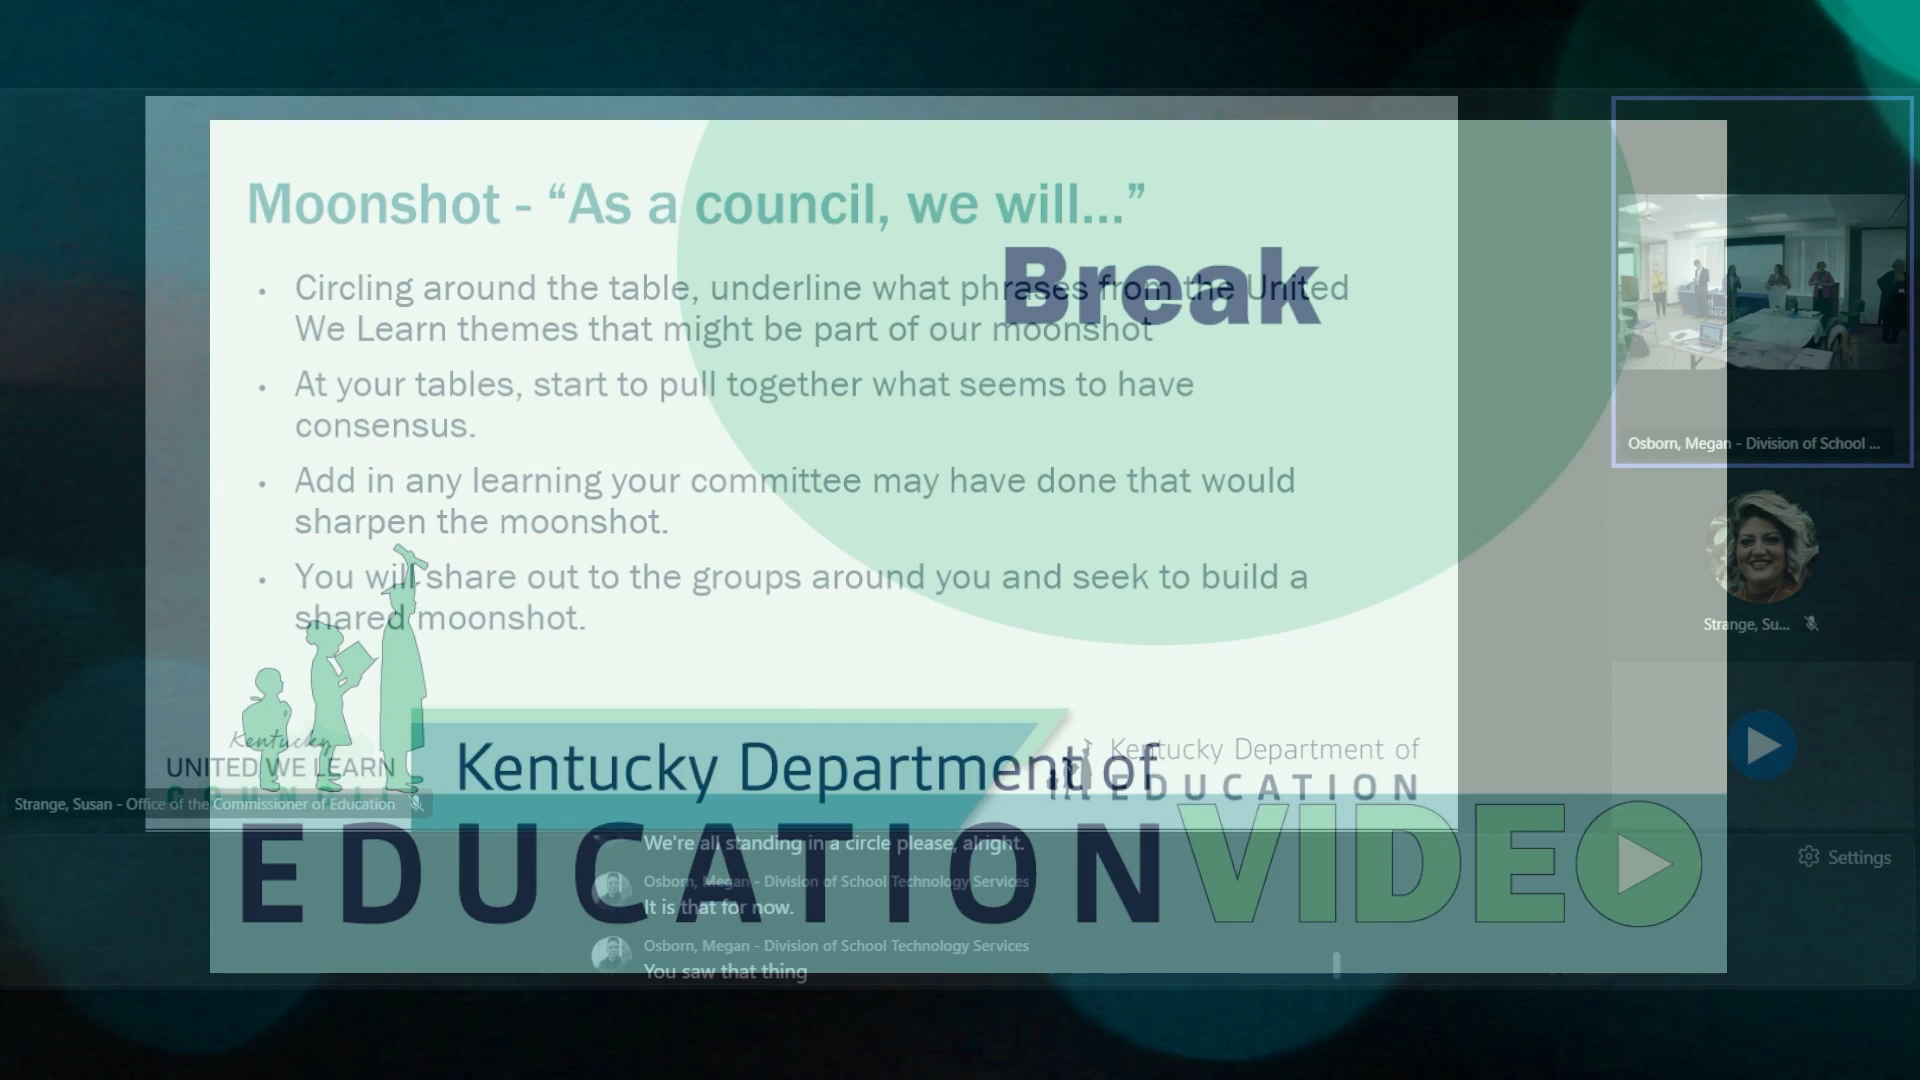 Moonshot - “As a council, we will...”
Break
• Circling around the table, underline what phrases from the United
We Learn themes that might be part of our moonshot
• At your tables, start to pull together what seems to have
consensus.
• Add in any learning your committee may have done that would
sharpen the moonshot.
• You will share out to the groups around you and seek to build a
shared moonshot.
Kentucky
UNITED WE LEARN
COUNCIL
Kentucky Department of
EDUCATION
Kentucky Department of
EDUCATION VIDEO
Strange, Susan - Office of the Commissioner of Education
We're all standing in a circle please, alright.
Osborn, Megan - Division of School Technology Services
It is that for now.
Osborn, Megan - Division of School Technology Services
You saw that thing
Osborn, Megan - Division of School ...
Strange, Su...
Settings